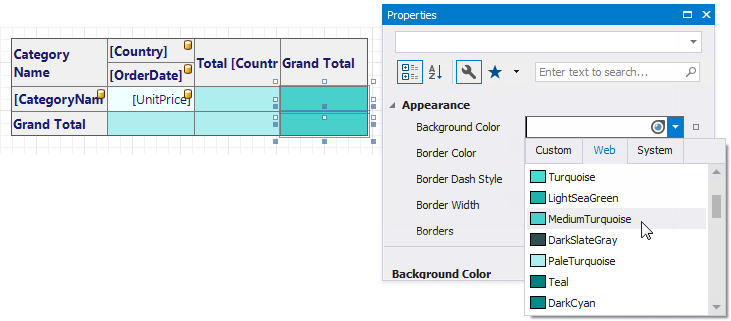 Category
Name
[Country]
[OrderDate]
Total [Countr
Grand Total
[CategoryNam
[UnitPrice]
Grand Total
Properties
Enter text to search...
Appearance
Background Color
Border Color
Border Dash Style
Border Width
Borders
Background Color
Custom
Web
System
Turquoise
LightSeaGreen
MediumTurquoise
DarkSlateGray
PaleTurquoise
Teal
DarkCyan